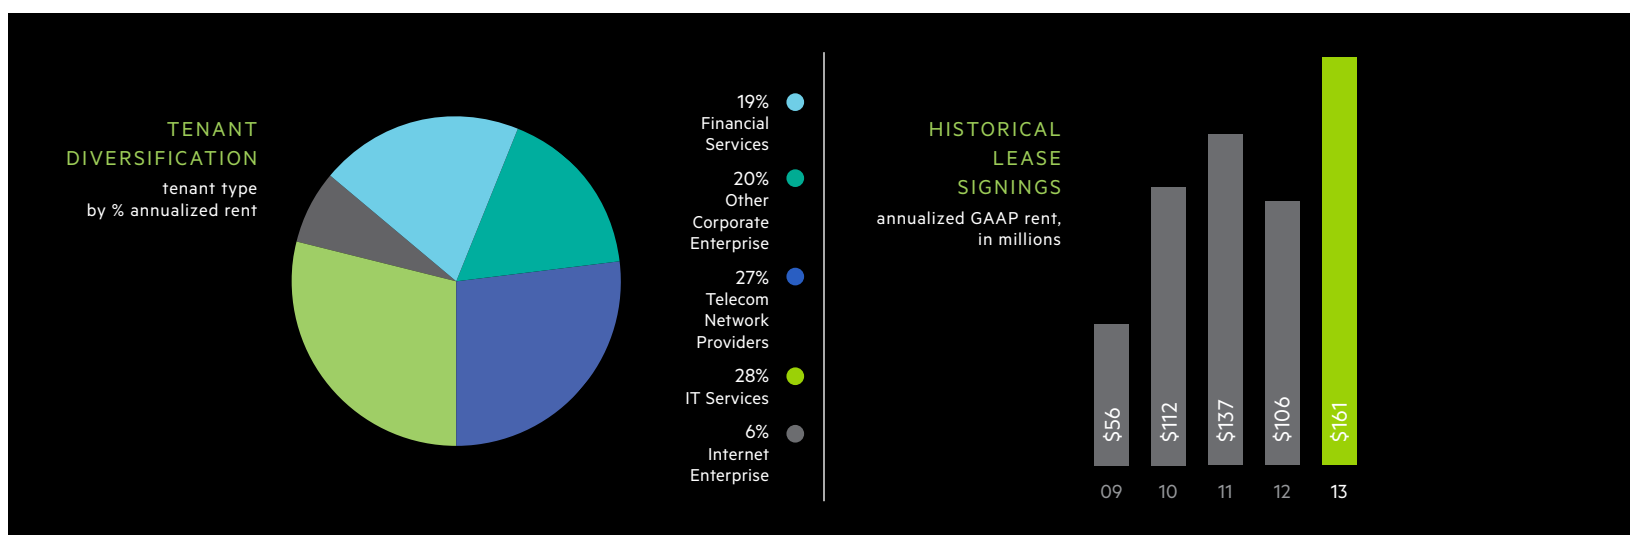 TENANT
DIVERSIFICATION
tenant type
by % annualized rent
19%
Financial
Services
20%
Other
Corporate
Enterprise
27%
Telecom
Network
Providers
28%
IT Services
6%
Internet
Enterprise
HISTORICAL
LEASE
SIGNINGS
annualized GAAP rent,
in millions
$56
$112
$137
$106
$161
09
10
11
12
13